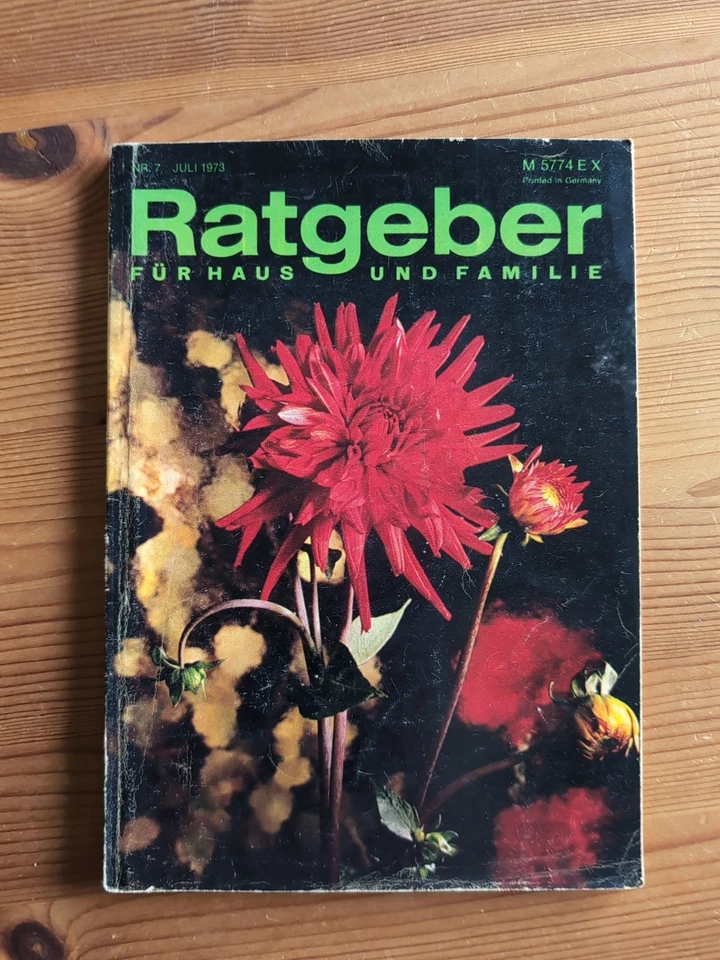 NR. 7 JULI 1973
M 5774 E X
Printed in Germany
Ratgeber
FÜR HAUS UND FAMILIE